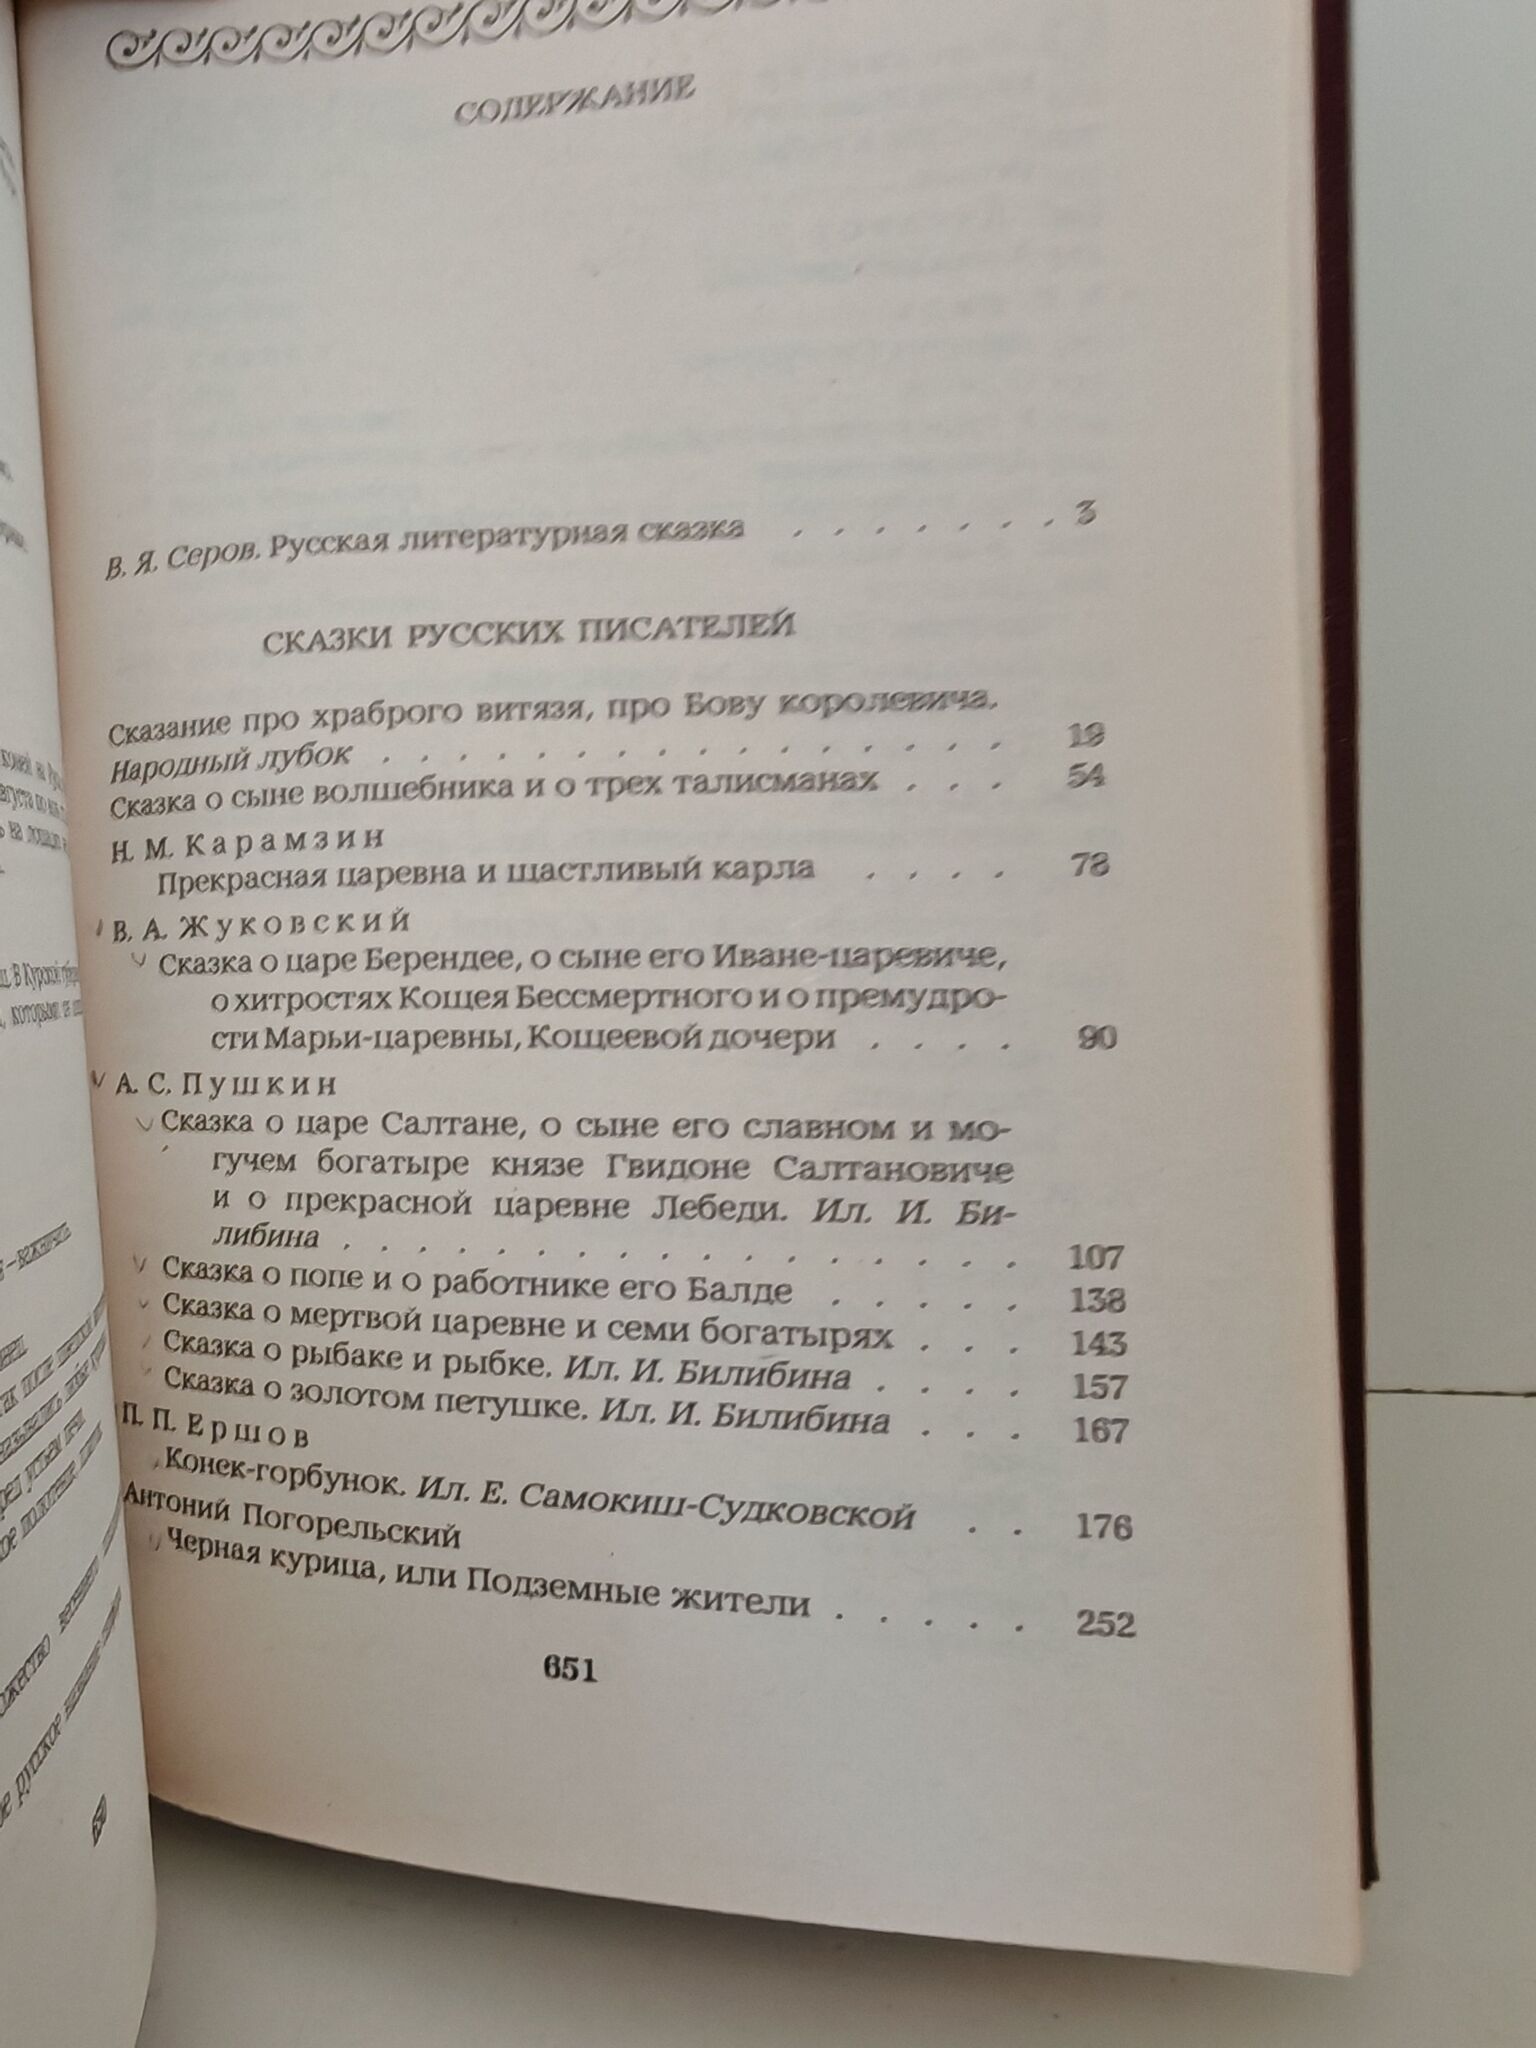 СОДЕРЖАНИЕ
В. Я. Серов. Русская литературная сказка . . . . . . . 3
СКАЗКИ РУССКИХ ПИСАТЕЛЕЙ
Сказание про храброго витязя, про Бову королевича.
Народный лубок . . . . . . . . . . . . . . . . 19
Сказка о сыне волшебника и о трех талисманах . . . 54
Н. М. Карамзин
Прекрасная царевна и щастливый карла . . . . 78
В. А. Жуковский
Сказка о царе Берендее, о сыне его Иване-царевиче,
о хитростях Кощея Бессмертного и о премудро-
сти Марьи-царевны, Кощеевой дочери . . . . 90
А. С. Пушкин
Сказка о царе Салтане, о сыне его славном и мо-
гучем богатыре князе Гвидоне Салтановиче
и о прекрасной царевне Лебеди. Ил. И. Би-
либина . . . . . . . . . . . . . . . . . 107
Сказка о попе и о работнике его Балде . . . . . 138
Сказка о мертвой царевне и семи богатырях . . . 143
Сказка о рыбаке и рыбке. Ил. И. Билибина . . . . 157
Сказка о золотом петушке. Ил. И. Билибина . . . 167
П. П. Ершов
Конек-горбунок. Ил. Е. Самокиш-Судковской . . 176
Антоний Погорельский
Черная курица, или Подземные жители . . . . . 252
651